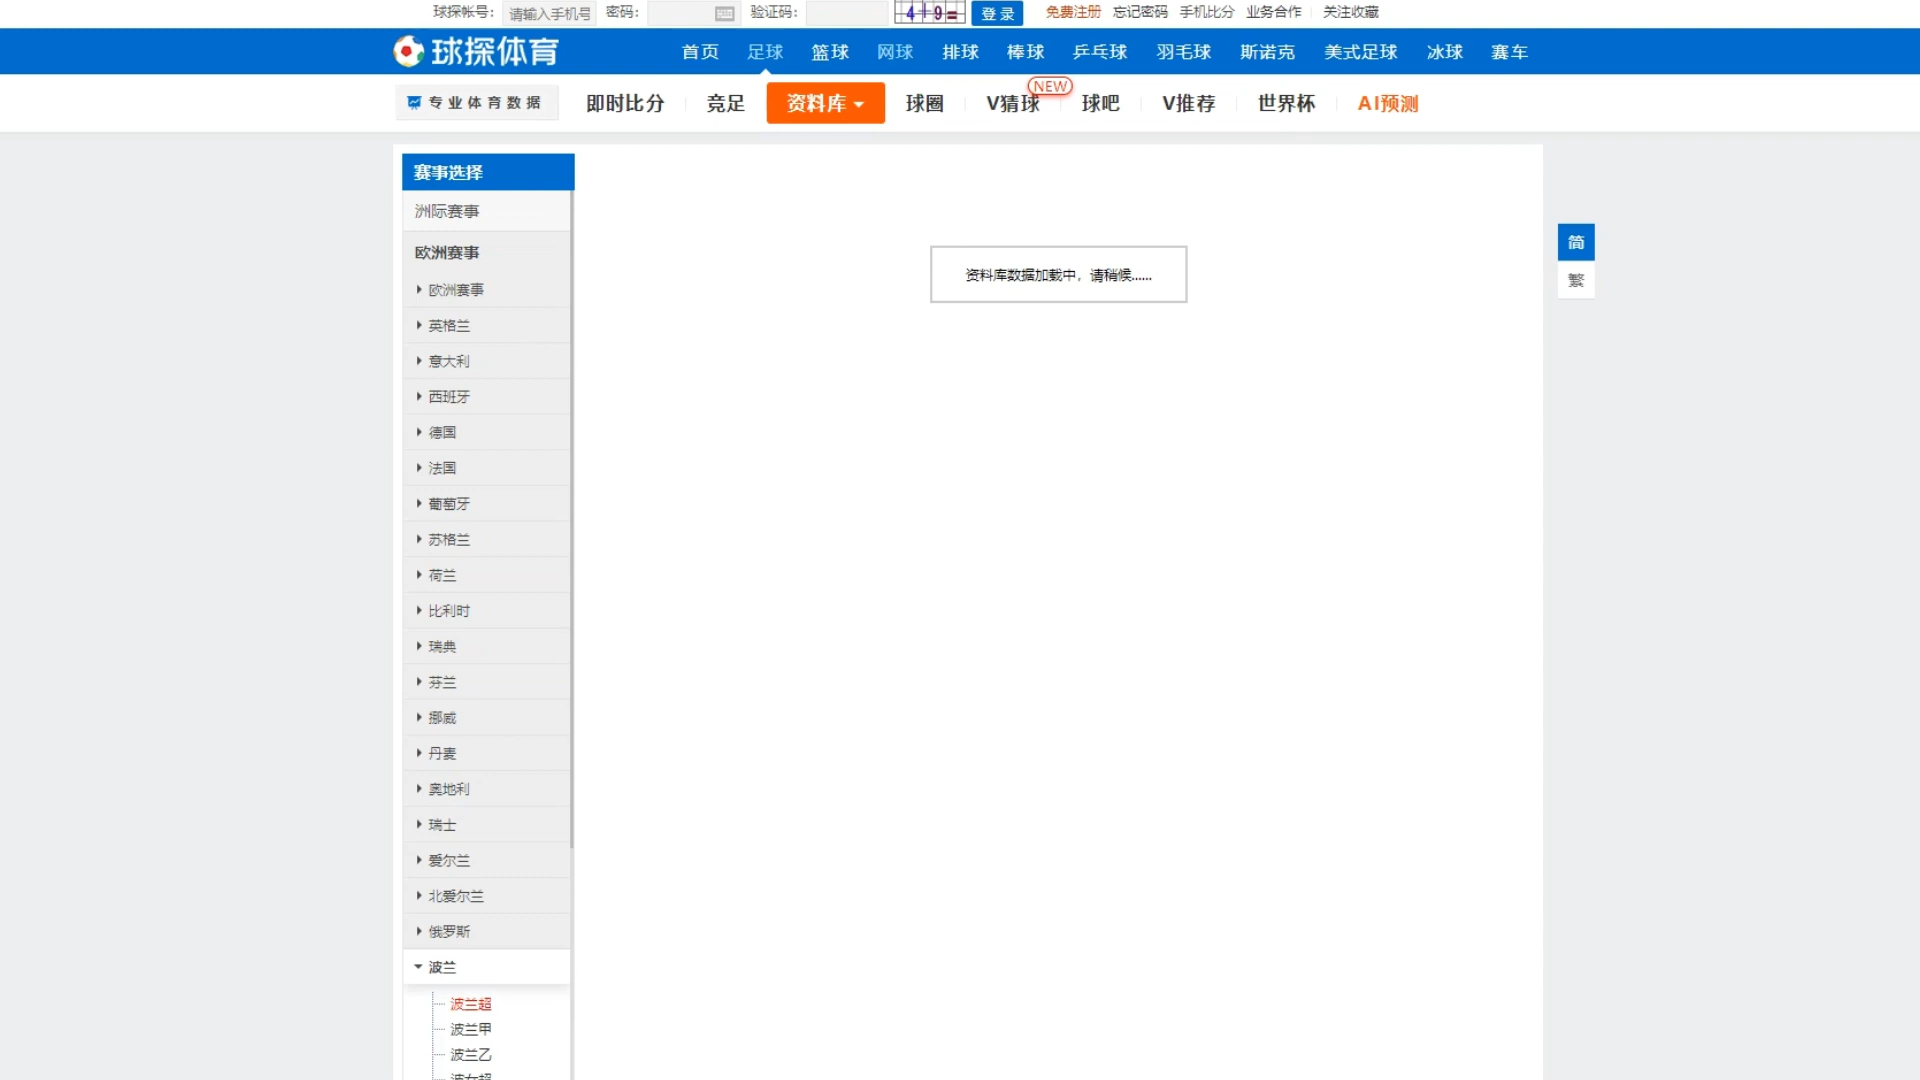 球探帐号： 请输入手机号 密码： 验证码： 4+9= 登 录 免费注册 忘记密码 手机比分 业务合作 关注收藏
球探体育 首页 足球 篮球 网球 排球 棒球 乒乓球 羽毛球 斯诺克 美式足球 冰球 赛车
专业体育数据 即时比分 竞足 资料库 球圈 V猜球 NEW 球吧 V推荐 世界杯 AI预测
赛事选择
洲际赛事
欧洲赛事
欧洲赛事
英格兰
意大利
西班牙
德国
法国
葡萄牙
苏格兰
荷兰
比利时
瑞典
芬兰
挪威
丹麦
奥地利
瑞士
爱尔兰
北爱尔兰
俄罗斯
波兰
波兰超
波兰甲
波兰乙
波女超
资料库数据加载中，请稍候......
简
繁